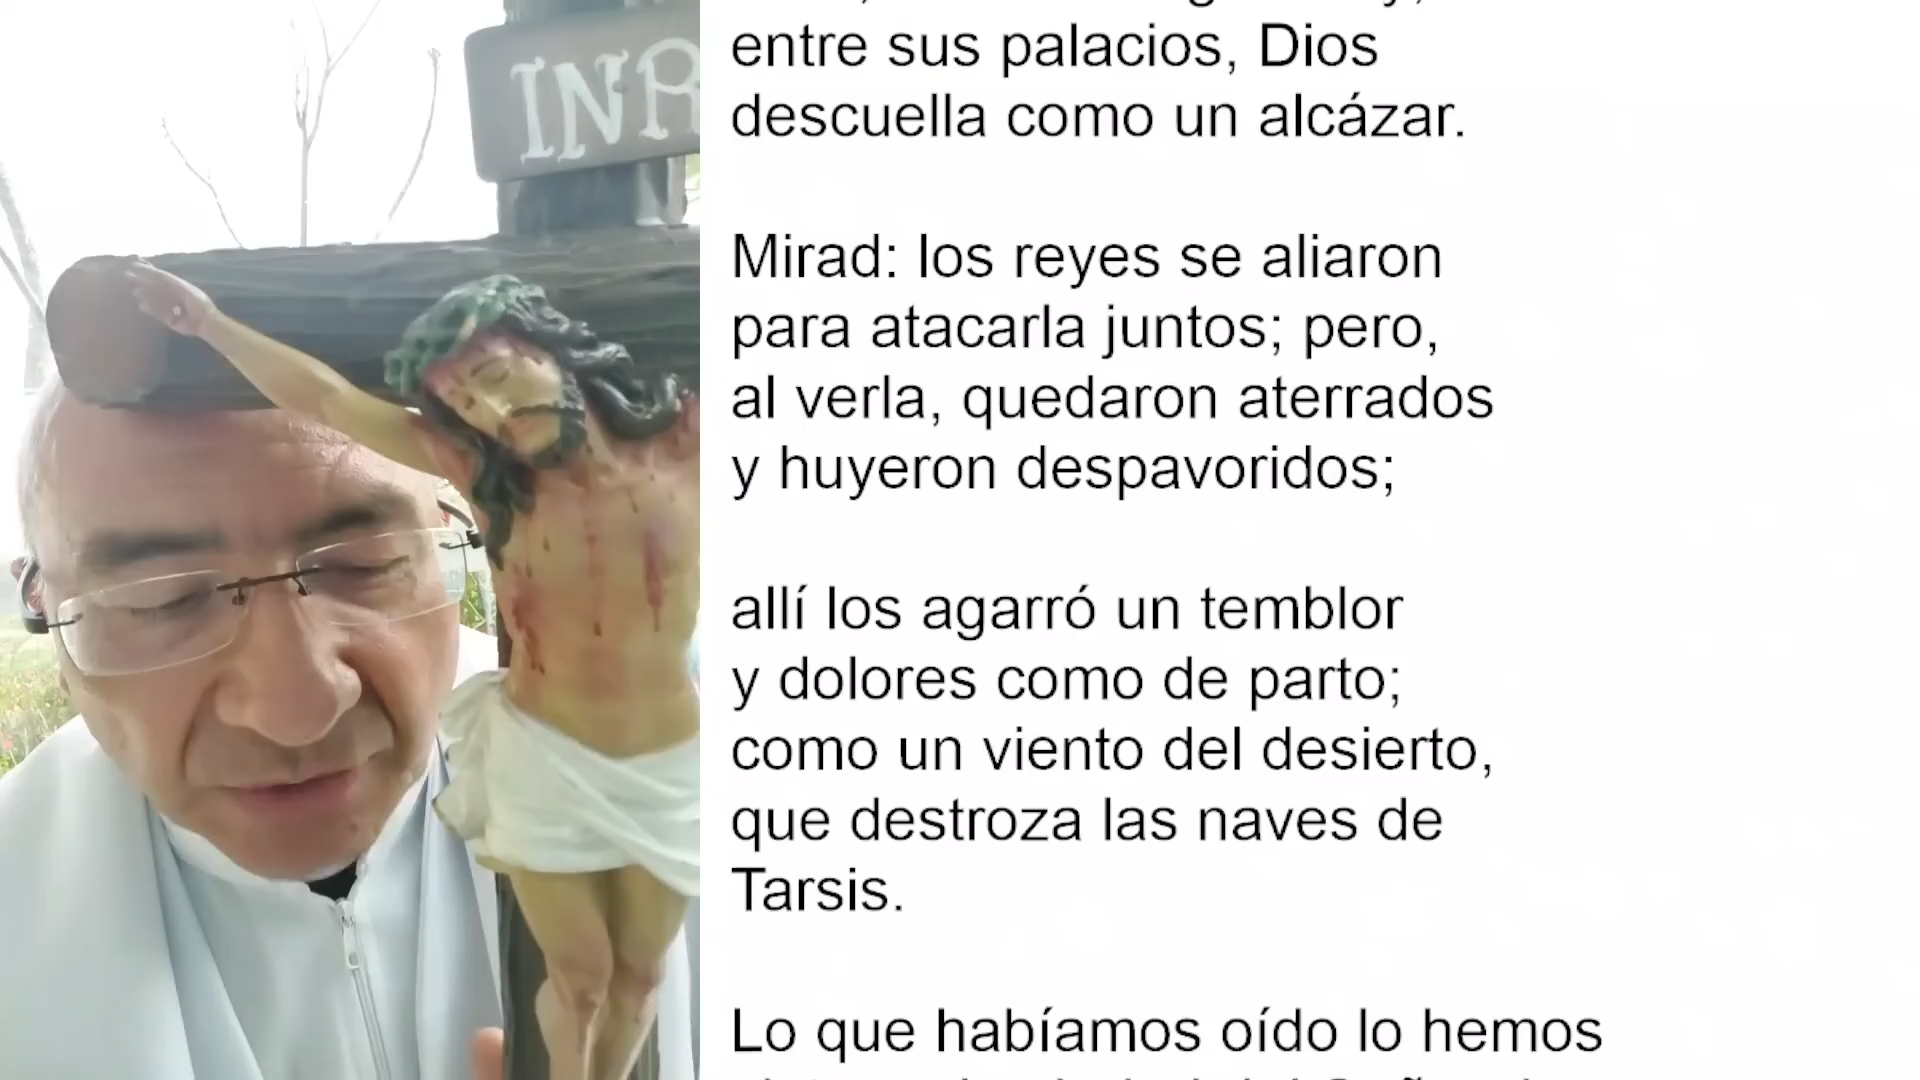 INR
entre sus palacios, Dios
descuella como un alcázar.
Mirad: los reyes se aliaron
para atacarla juntos; pero,
al verla, quedaron aterrados
y huyeron despavoridos;
allí los agarró un temblor
y dolores como de parto;
como un viento del desierto,
que destroza las naves de
Tarsis.
Lo que habíamos oído lo hemos